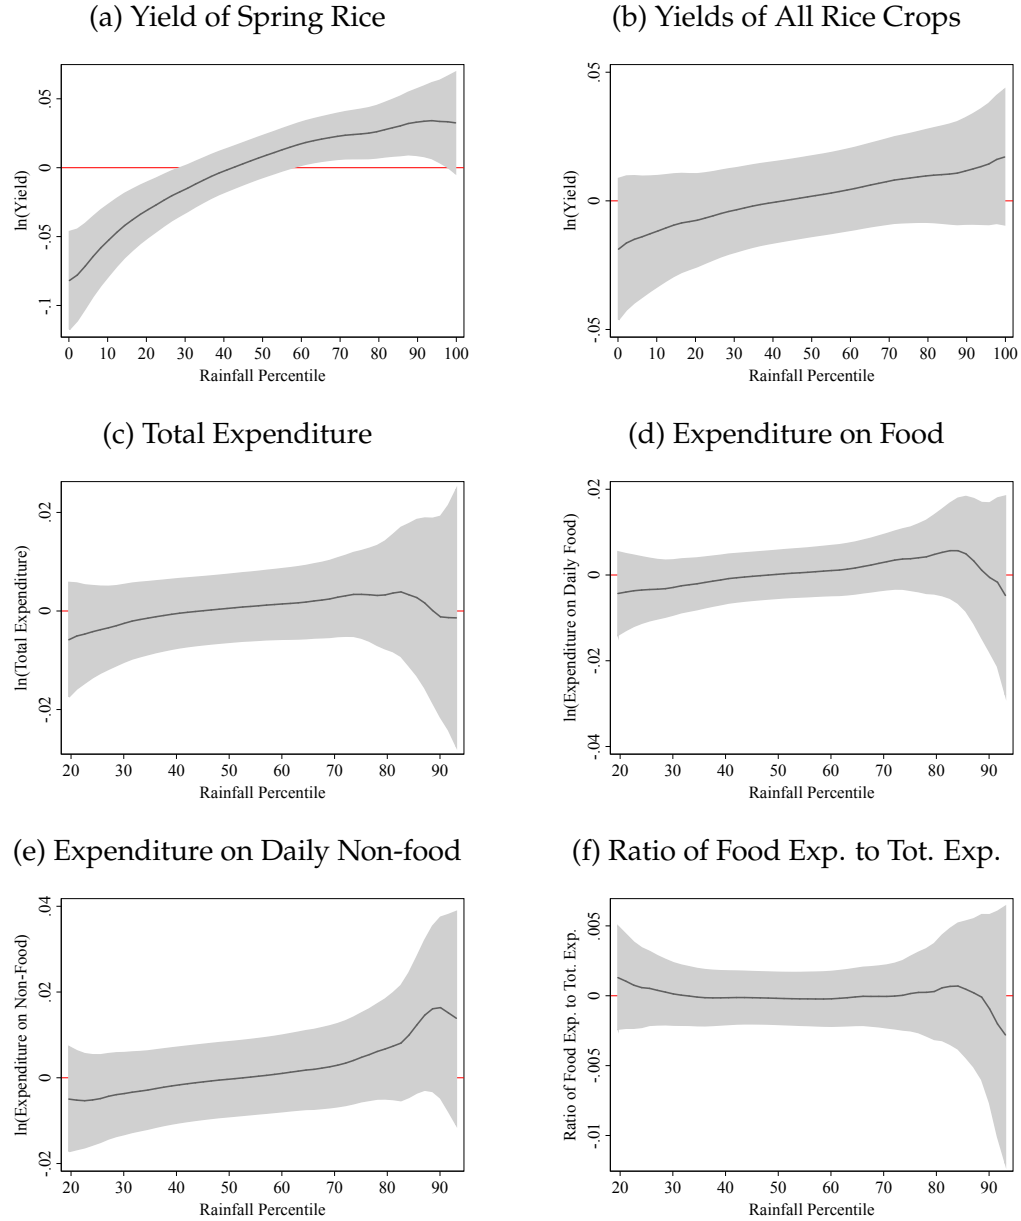 (a) Yield of Spring Rice
ln(Yield)
.05
0
-.05
-.1
0 10 20 30 40 50 60 70 80 90 100
Rainfall Percentile
(b) Yields of All Rice Crops
ln(Yield)
.05
0
-.05
0 10 20 30 40 50 60 70 80 90 100
Rainfall Percentile
(c) Total Expenditure
ln(Total Expenditure)
.02
0
-.02
20 30 40 50 60 70 80 90
Rainfall Percentile
(d) Expenditure on Food
ln(Expenditure on Daily Food)
.02
0
-.02
-.04
20 30 40 50 60 70 80 90
Rainfall Percentile
(e) Expenditure on Daily Non-food
ln(Expenditure on Non-Food)
.04
.02
0
-.02
20 30 40 50 60 70 80 90
Rainfall Percentile
(f) Ratio of Food Exp. to Tot. Exp.
Ratio of Food Exp. to Tot. Exp.
.005
0
-.005
-.01
20 30 40 50 60 70 80 90
Rainfall Percentile